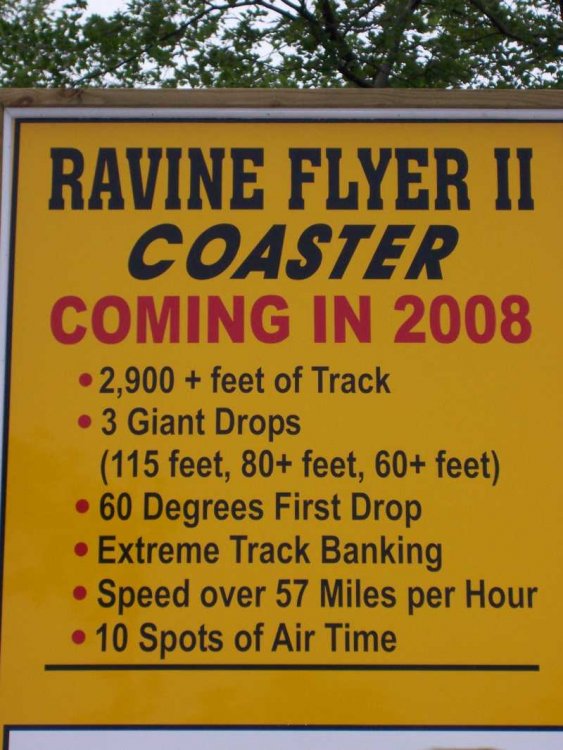 RAVINE FLYER II
COASTER
COMING IN 2008
• 2,900 + feet of Track
• 3 Giant Drops
(115 feet, 80+ feet, 60+ feet)
• 60 Degrees First Drop
• Extreme Track Banking
• Speed over 57 Miles per Hour
• 10 Spots of Air Time